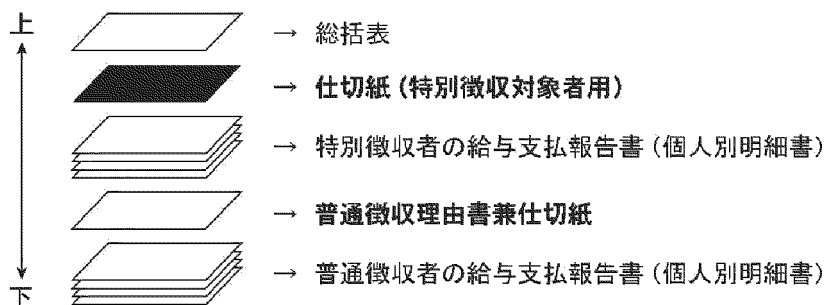 上
→ 総括表
→ 仕切紙（特別徴収対象者用）
→ 特別徴収者の給与支払報告書（個人別明細書）
→ 普通徴収理由書兼仕切紙
→ 普通徴収者の給与支払報告書（個人別明細書）
下